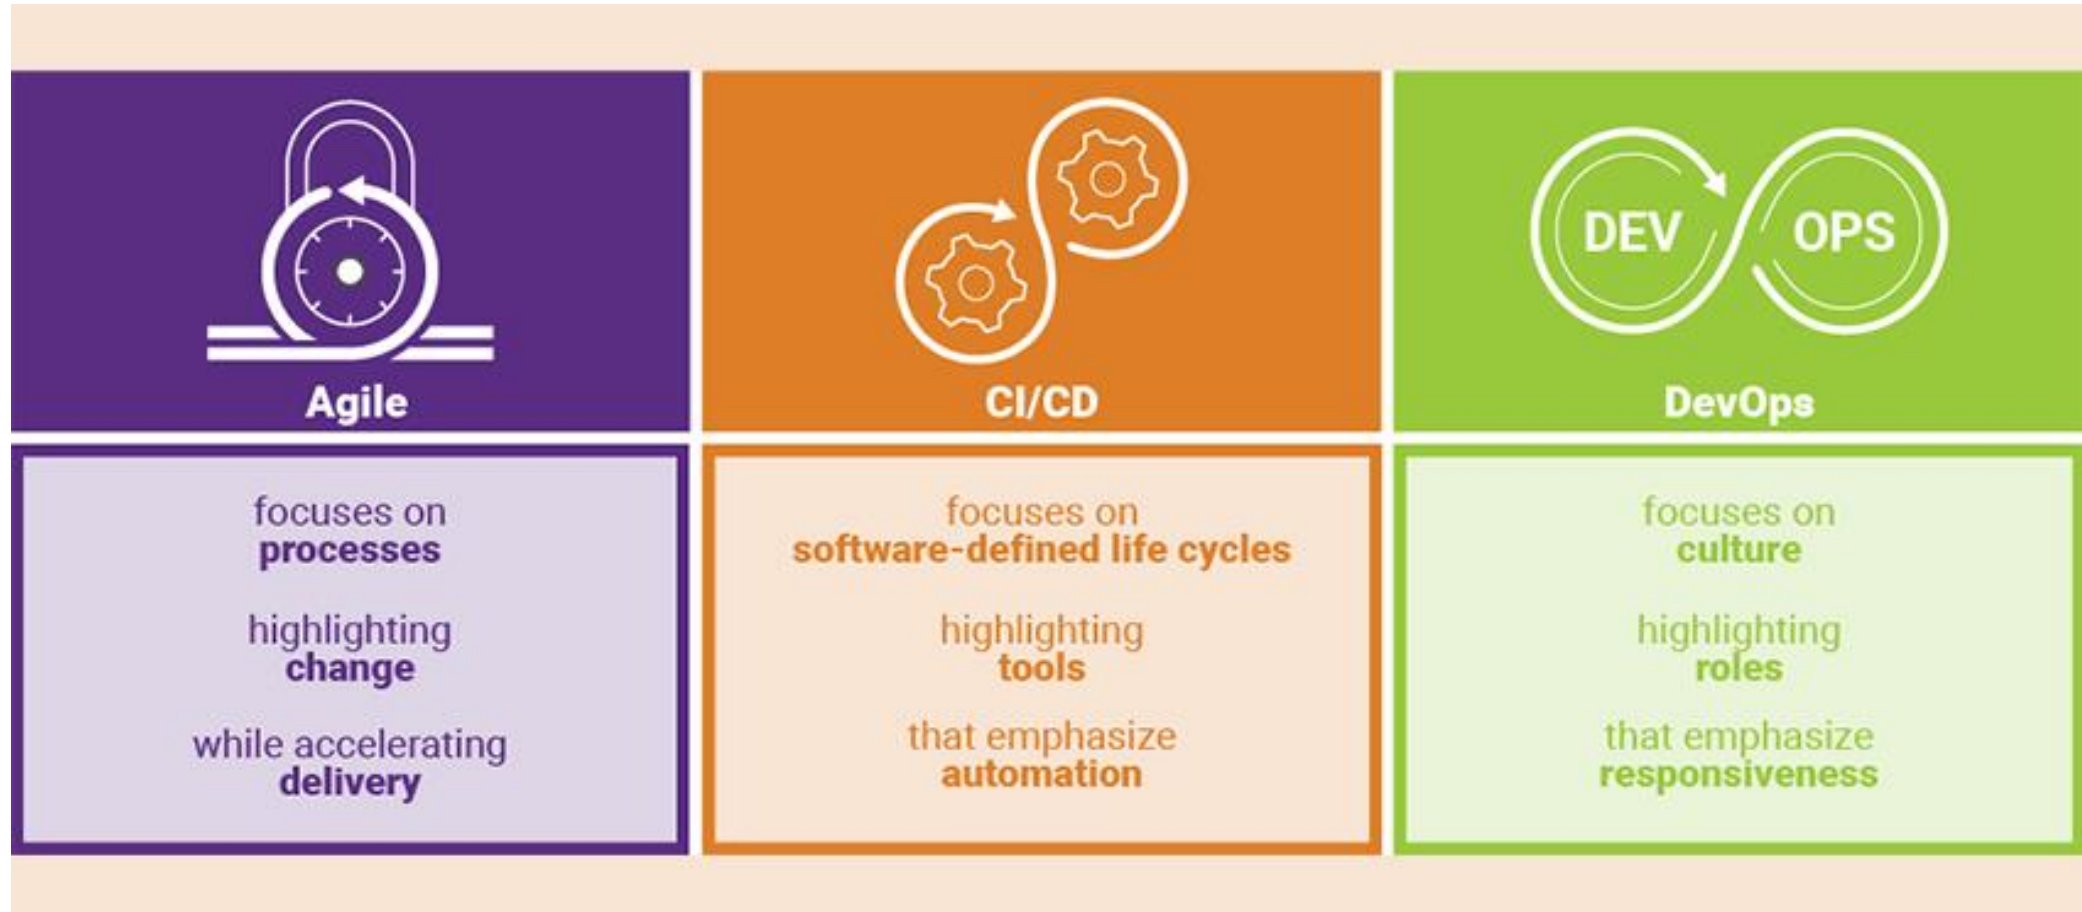 Agile
focuses on
processes
highlighting
change
while accelerating
delivery
CI/CD
focuses on
software-defined life cycles
highlighting
tools
that emphasize
automation
DEV OPS
DevOps
focuses on
culture
highlighting
roles
that emphasize
responsiveness